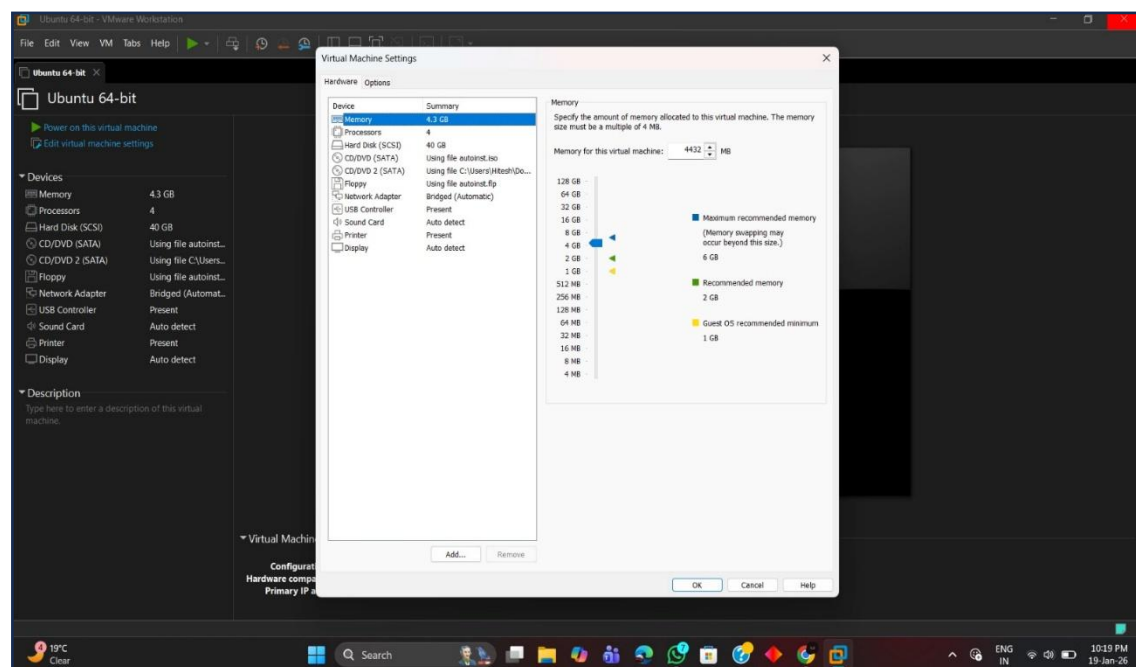 Ubuntu 64-bit - VMware Workstation
File Edit View VM Tabs Help
Ubuntu 64-bit
Ubuntu 64-bit
Power on this virtual machine
Edit virtual machine settings
Devices
Memory 4.3 GB
Processors 4
Hard Disk (SCSI) 40 GB
CD/DVD (SATA) Using file autoinst...
CD/DVD 2 (SATA) Using file C:\Users...
Floppy Using file autoinst...
Network Adapter Bridged (Automat...
USB Controller Present
Sound Card Auto detect
Printer Present
Display Auto detect
Description
Type here to enter a description of this virtual
machine.
Virtual Machin
Configurat
Hardware compa
Primary IP a
Virtual Machine Settings
Hardware Options
Device Summary
Memory 4.3 GB
Processors 4
Hard Disk (SCSI) 40 GB
CD/DVD (SATA) Using file autoinst.iso
CD/DVD 2 (SATA) Using file C:\Users\Hitesh\Do...
Floppy Using file autoinst.flp
Network Adapter Bridged (Automatic)
USB Controller Present
Sound Card Auto detect
Printer Present
Display Auto detect
Add... Remove
Memory
Specify the amount of memory allocated to this virtual machine. The memory
size must be a multiple of 4 MB.
Memory for this virtual machine: 4432 MB
128 GB
64 GB
32 GB
16 GB
8 GB
4 GB
2 GB
1 GB
512 MB
256 MB
128 MB
64 MB
32 MB
16 MB
8 MB
4 MB
Maximum recommended memory
(Memory swapping may
occur beyond this size.)
6 GB
Recommended memory
2 GB
Guest OS recommended minimum
1 GB
OK Cancel Help
4
19°C
Clear
Search
ENG
IN
10:19 PM
19-Jan-26